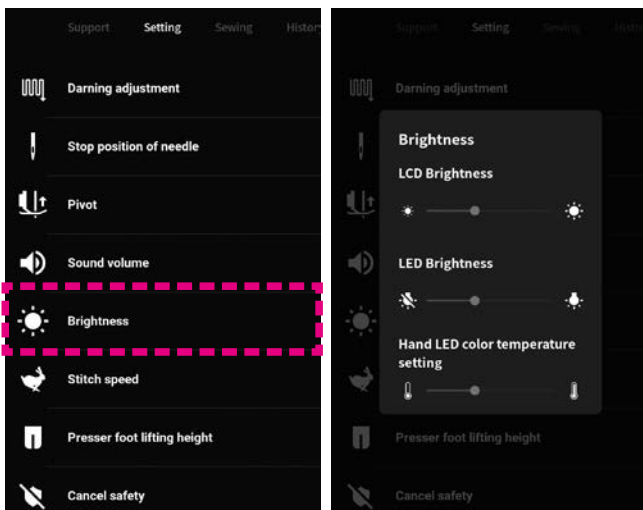 Support Setting Sewing History
Darning adjustment
Stop position of needle
Pivot
Sound volume
Brightness
Stitch speed
Presser foot lifting height
Cancel safety
Support Setting Sewing
Darning adjustment
Brightness
LCD Brightness
LED Brightness
Hand LED color temperature
setting
Presser foot lifting height
Cancel safety